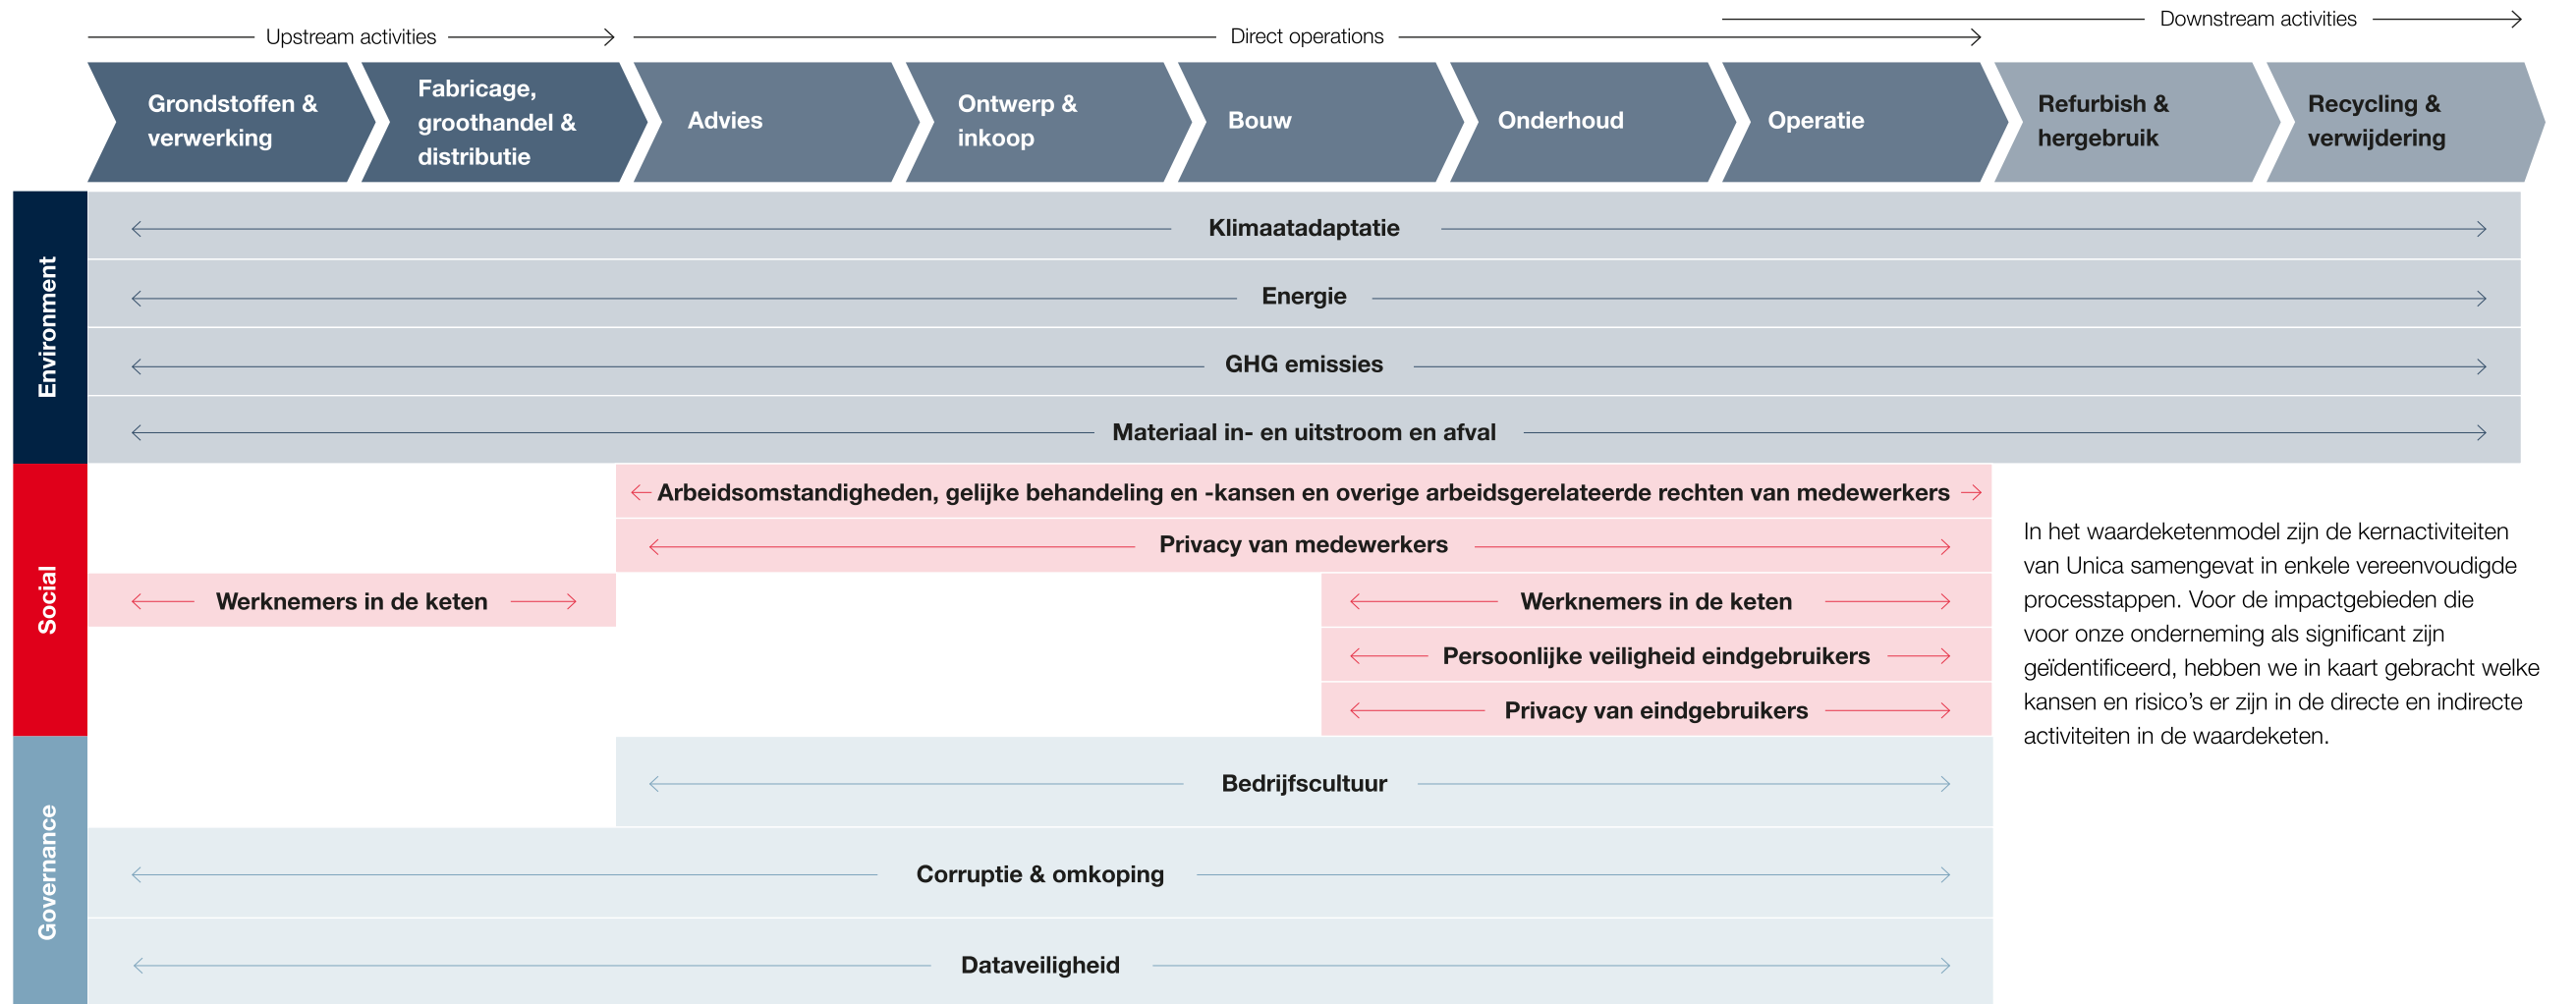 Upstream activities
Direct operations
Downstream activities
Grondstoffen &
verwerking
Fabricage,
groothandel &
distributie
Advies
Ontwerp &
inkoop
Bouw
Onderhoud
Operatie
Refurbish &
hergebruik
Recycling &
verwijdering
Environment
Klimaatadaptatie
Energie
GHG emissies
Materiaal in- en uitstroom en afval
Social
Arbeidsomstandigheden, gelijke behandeling en -kansen en overige arbeidsgerelateerde rechten van medewerkers
Privacy van medewerkers
Werknemers in de keten
Werknemers in de keten
Persoonlijke veiligheid eindgebruikers
Privacy van eindgebruikers
In het waardeketenmodel zijn de kernactiviteiten
van Unica samengevat in enkele vereenvoudigde
processtappen. Voor de impactgebieden die
voor onze onderneming als significant zijn
geïdentificeerd, hebben we in kaart gebracht welke
kansen en risico’s er zijn in de directe en indirecte
activiteiten in de waardeketen.
Governance
Bedrijfscultuur
Corruptie & omkoping
Dataveiligheid